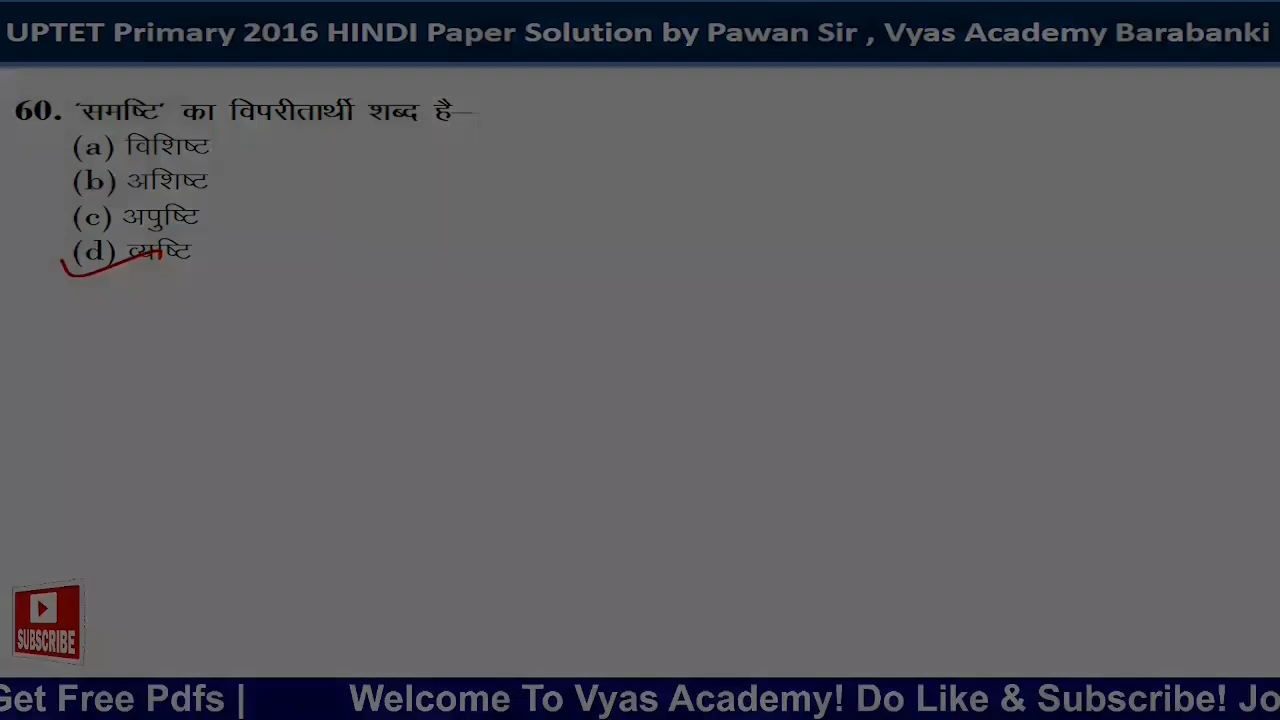 UPTET Primary 2016 HINDI Paper Solution by Pawan Sir , Vyas Academy Barabanki
60. ‘समष्टि’ का विपरीतार्थी शब्द है—
(a) विशिष्ट
(b) अशिष्ट
(c) अपुष्टि
(d) व्यष्टि
SUBSCRIBE
Get Free Pdfs | Welcome To Vyas Academy! Do Like & Subscribe! Jo